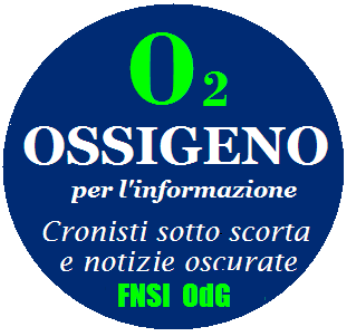 O2
OSSIGENO
per l'informazione
Cronisti sotto scorta
e notizie oscurate
FNSI OdG